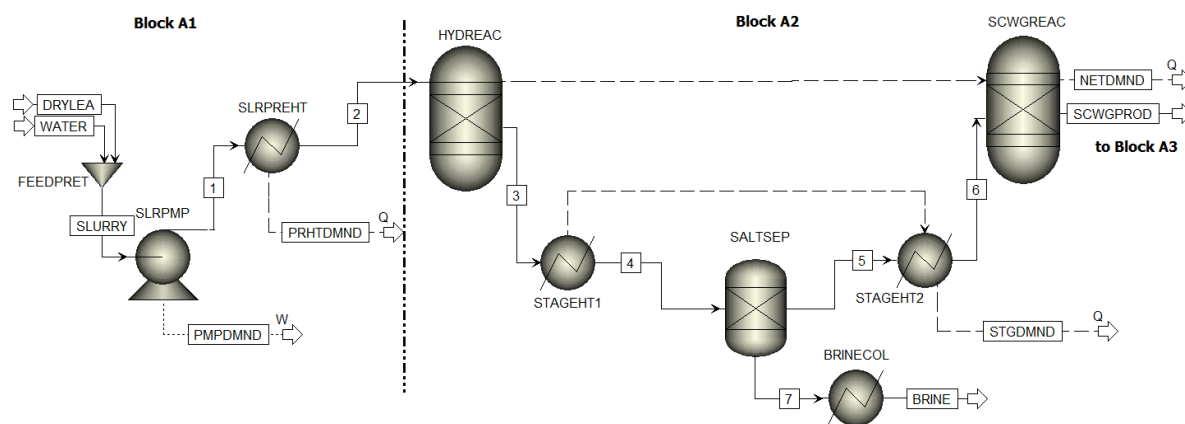 Block A1
Block A2
HYDREAC
SCWGREAC
DRYLEA
WATER
FEEDPRET
SLURRY
SLRPMP
1
SLRPREHT
2
PRHTDMND
Q
PMPDMND
W
3
STAGEHT1
4
SALTSEP
5
STAGEHT2
6
STGDMND
Q
7
BRINECOL
BRINE
NETDMND
Q
SCWGPROD
to Block A3